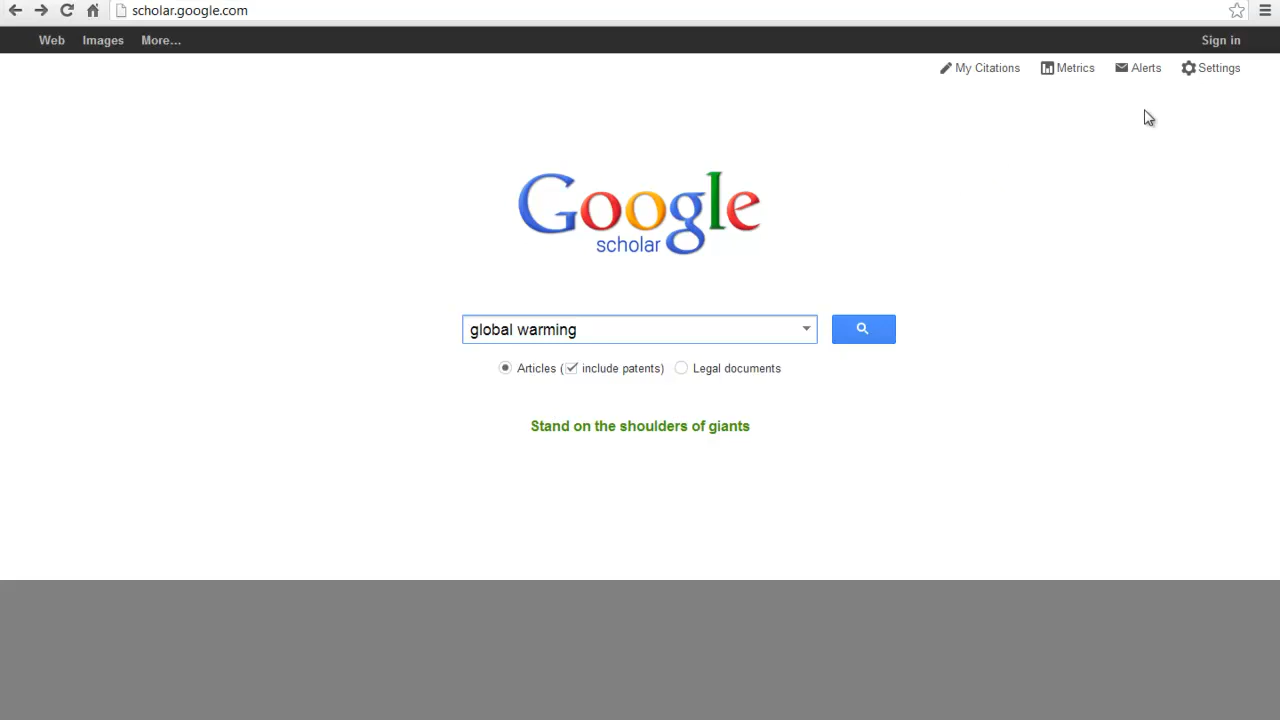 scholar.google.com
Web Images More... Sign in
My Citations Metrics Alerts Settings
Google
scholar
global warming
Articles (include patents) Legal documents
Stand on the shoulders of giants